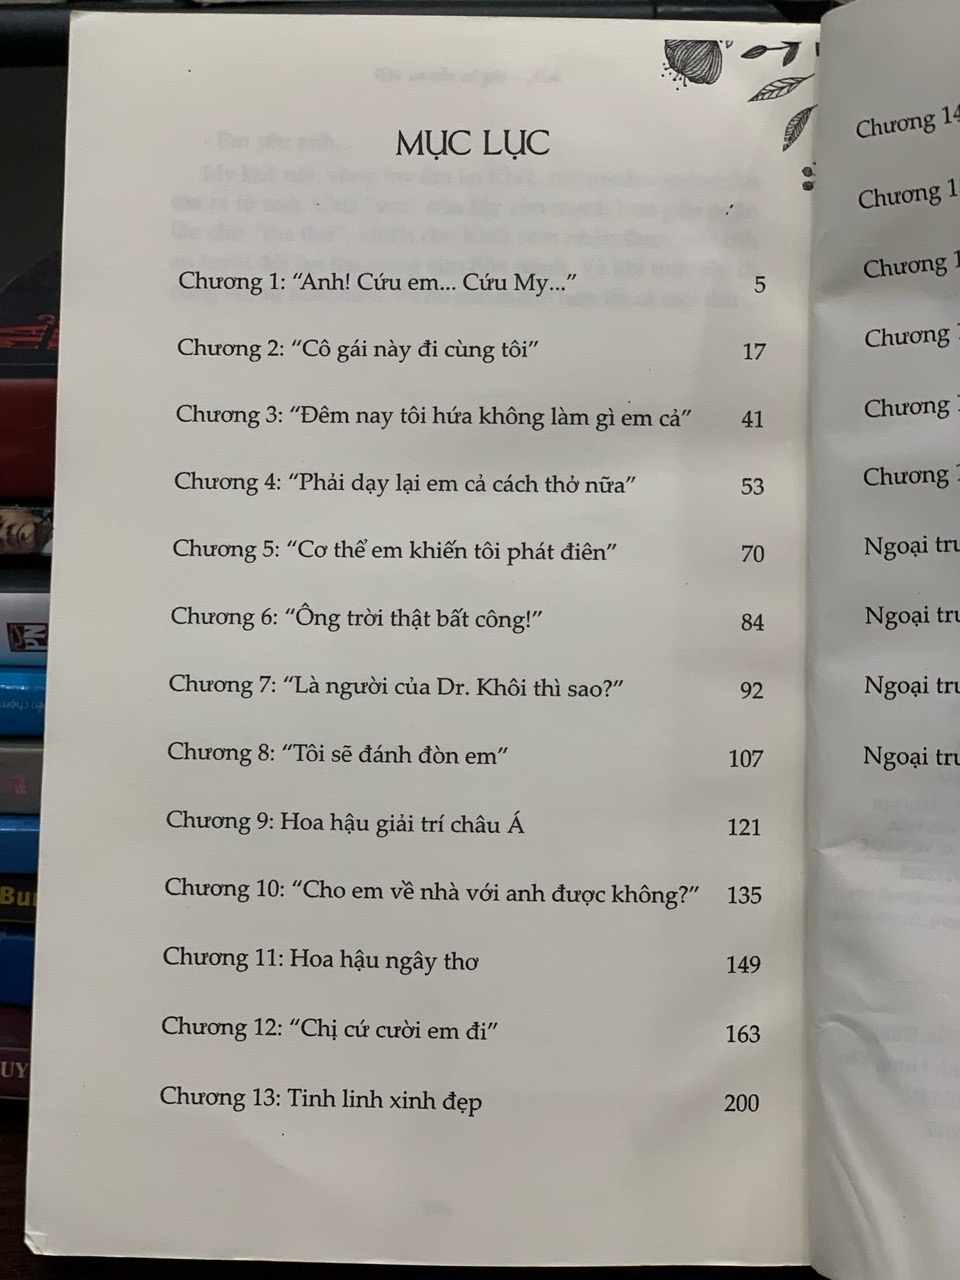 MỤC LỤC
Chương 1: “Anh! Cứu em... Cứu My...” 5
Chương 2: “Cô gái này đi cùng tôi” 17
Chương 3: “Đêm nay tôi hứa không làm gì em cả” 41
Chương 4: “Phải dạy lại em cả cách thở nữa” 53
Chương 5: “Cơ thể em khiến tôi phát điên” 70
Chương 6: “Ông trời thật bất công!” 84
Chương 7: “Là người của Dr. Khôi thì sao?” 92
Chương 8: “Tôi sẽ đánh đòn em” 107
Chương 9: Hoa hậu giải trí châu Á 121
Chương 10: “Cho em về nhà với anh được không?” 135
Chương 11: Hoa hậu ngây thơ 149
Chương 12: “Chị cứ cười em đi” 163
Chương 13: Tinh linh xinh đẹp 200
Chương 14
Chương
Chương
Chương
Chương
Chương
Ngoại
Ngoại
Ngoại
Ngoại